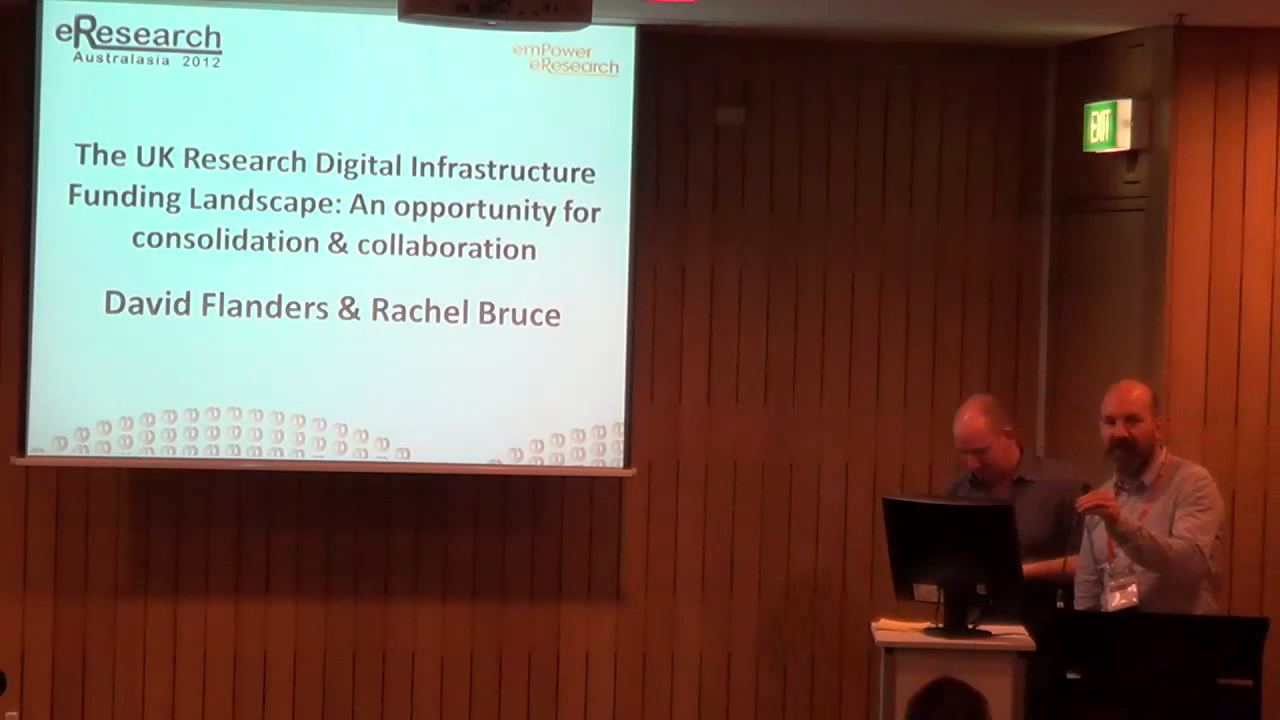 eResearch
Australasia 2012
emPower
eResearch
The UK Research Digital Infrastructure
Funding Landscape: An opportunity for
consolidation & collaboration
David Flanders & Rachel Bruce
EXIT